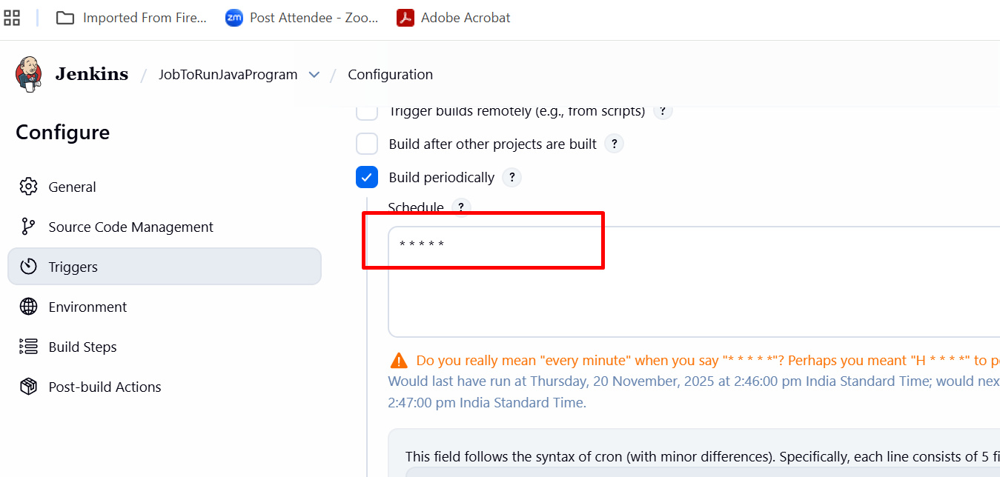 Imported From Fire...
zm Post Attendee - Zoo...
Adobe Acrobat
Jenkins / JobToRunJavaProgram / Configuration
Configure
General
Source Code Management
Triggers
Environment
Build Steps
Post-build Actions
Trigger builds remotely (e.g., from scripts) ?
Build after other projects are built ?
Build periodically ?
Schedule ?
* * * * *
Do you really mean "every minute" when you say "* * * * *"? Perhaps you meant "H * * * *" to
Would last have run at Thursday, 20 November, 2025 at 2:46:00 pm India Standard Time; would
2:47:00 pm India Standard Time.
This field follows the syntax of cron (with minor differences). Specifically, each line consists of 5